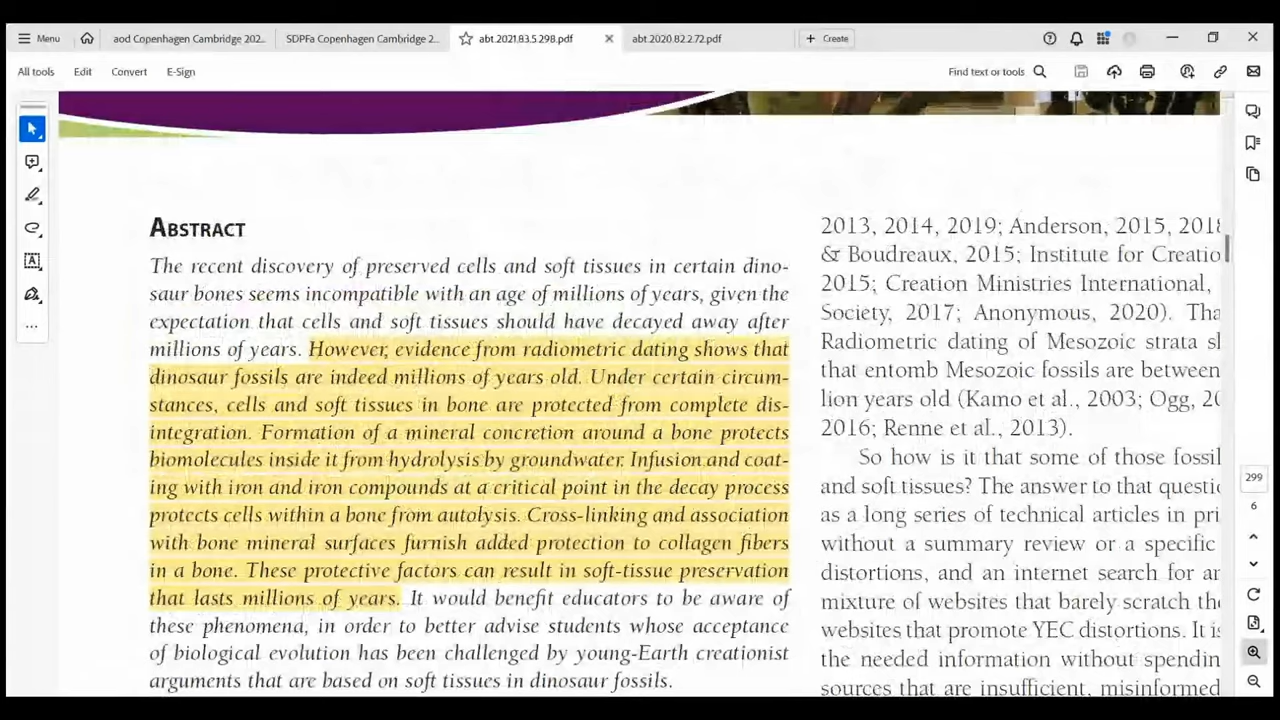 Menu
aod Copenhagen Cambridge 202...
SDPFa Copenhagen Cambridge 2...
abt.2021.83.5.298.pdf
abt.2020.82.2.72.pdf
Create
All tools
Edit
Convert
E-Sign
Find text or tools
ABSTRACT
The recent discovery of preserved cells and soft tissues in certain dino-
saur bones seems incompatible with an age of millions of years, given the
expectation that cells and soft tissues should have decayed away after
millions of years. However, evidence from radiometric dating shows that
dinosaur fossils are indeed millions of years old. Under certain circum-
stances, cells and soft tissues in bone are protected from complete dis-
integration. Formation of a mineral concretion around a bone protects
biomolecules inside it from hydrolysis by groundwater. Infusion and coat-
ing with iron and iron compounds at a critical point in the decay process
protects cells within a bone from autolysis. Cross-linking and association
with bone mineral surfaces furnish added protection to collagen fibers
in a bone. These protective factors can result in soft-tissue preservation
that lasts millions of years. It would benefit educators to be aware of
these phenomena, in order to better advise students whose acceptance
of biological evolution has been challenged by young-Earth creationist
arguments that are based on soft tissues in dinosaur fossils.
2013, 2014, 2019; Anderson, 2015, 2018
& Boudreaux, 2015; Institute for Creatio
2015; Creation Ministries International,
Society, 2017; Anonymous, 2020). Tha
Radiometric dating of Mesozoic strata sl
that entomb Mesozoic fossils are between
lion years old (Kamo et al., 2003; Ogg, 20
2016; Renne et al., 2013).
So how is it that some of those fossil
and soft tissues? The answer to that questio
as a long series of technical articles in pri
without a summary review or a specific
distortions, and an internet search for an
mixture of websites that barely scratch the
websites that promote YEC distortions. It is
the needed information without spendin
sources that are insufficient, misinformed
299
6